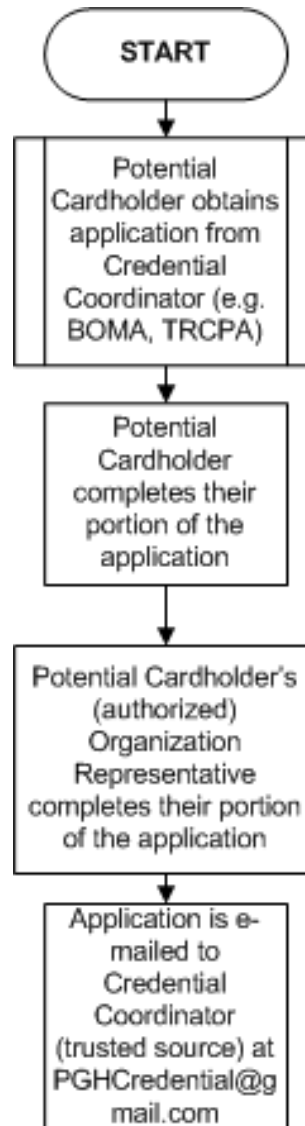 START
Potential
Cardholder obtains
application from
Credential
Coordinator (e.g.
BOMA, TRCPA)
Potential
Cardholder
completes their
portion of the
application
Potential Cardholder's
(authorized)
Organization
Representative
completes their portion
of the application
Application is e-
mailed to
Credential
Coordinator
(trusted source) at
PGHCredential@g
mail.com